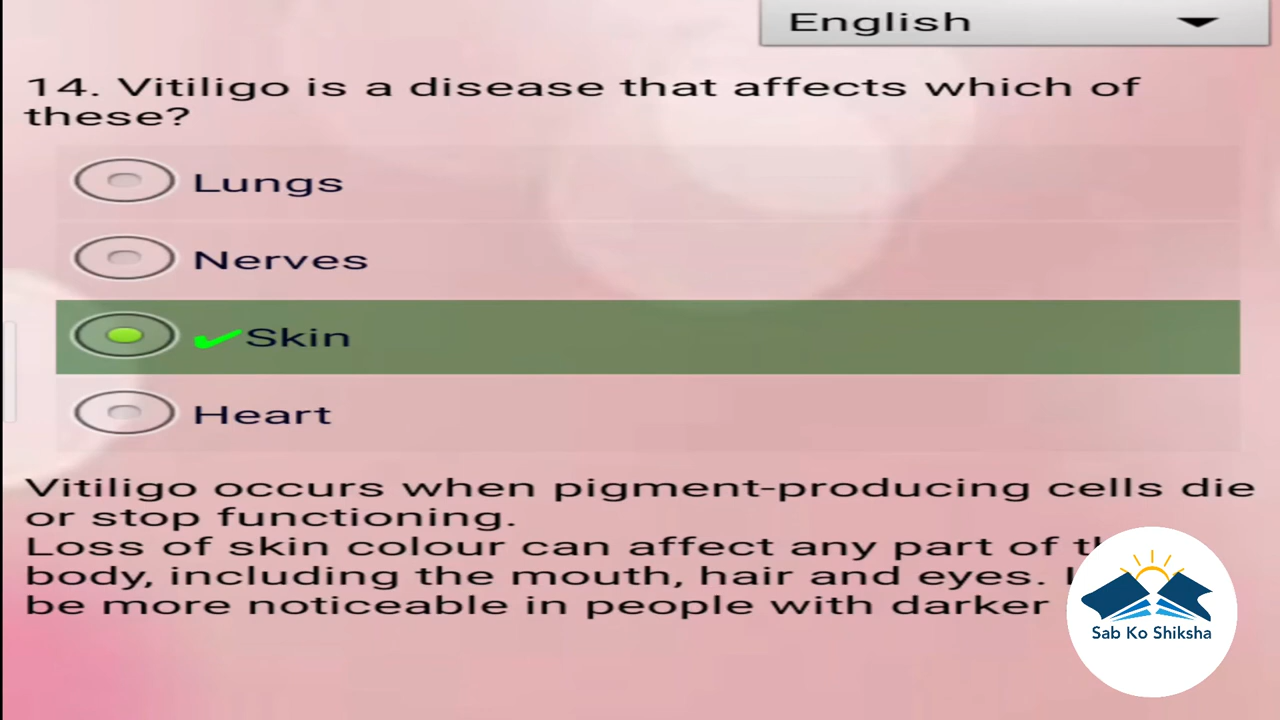 English
14. Vitiligo is a disease that affects which of
these?
Lungs
Nerves
Skin
Heart
Vitiligo occurs when pigment-producing cells die
or stop functioning.
Loss of skin colour can affect any part of
body, including the mouth, hair and eyes.
be more noticeable in people with darker
Sab Ko Shiksha